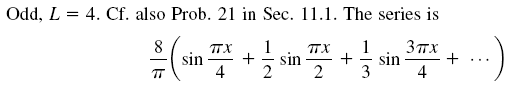 Odd, L = 4. Cf. also Prob. 21 in Sec. 11.1. The series is
8/π (sin πx/4 + 1/2 sin πx/2 + 1/3 sin 3πx/4 + ⋯)